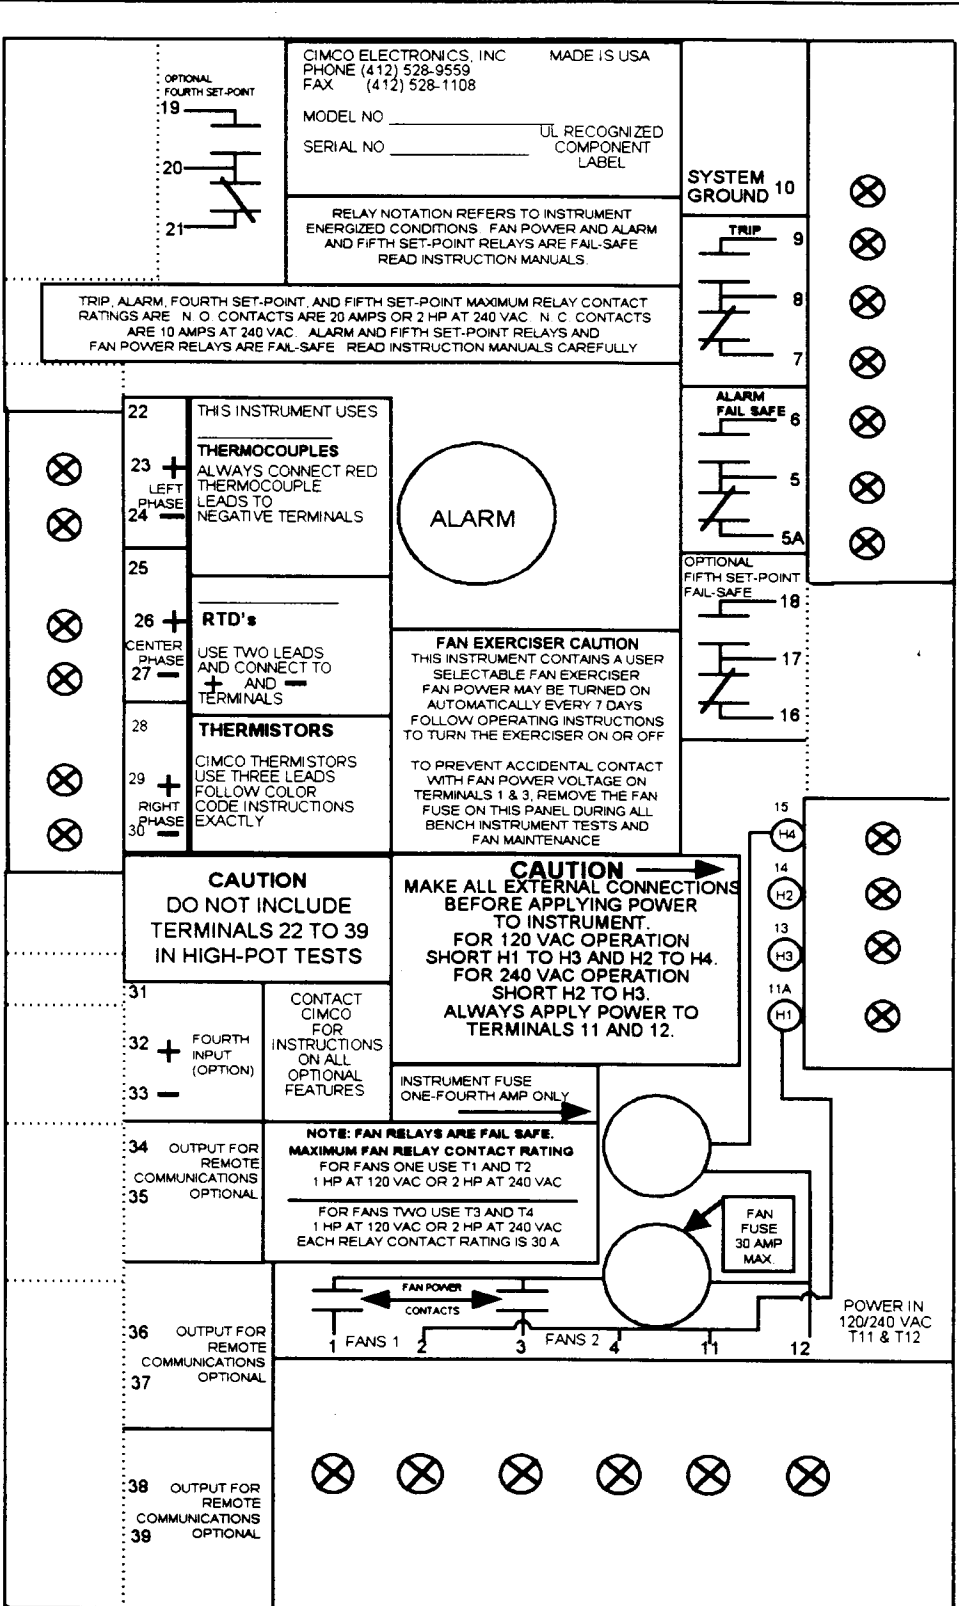 CIMCO ELECTRONICS, INC MADE IS USA
PHONE (412) 528-9559
FAX (412) 528-1108
MODEL NO
SERIAL NO
UL RECOGNIZED
COMPONENT
LABEL
OPTIONAL
FOURTH SET-POINT
19
20
21
RELAY NOTATION REFERS TO INSTRUMENT
ENERGIZED CONDITIONS. FAN POWER AND ALARM
AND FIFTH SET-POINT RELAYS ARE FAIL-SAFE
READ INSTRUCTION MANUALS.
SYSTEM
GROUND 10
TRIP
9
8
7
TRIP, ALARM, FOURTH SET-POINT, AND FIFTH SET-POINT MAXIMUM RELAY CONTACT
RATINGS ARE N. O. CONTACTS ARE 20 AMPS OR 2 HP AT 240 VAC N. C. CONTACTS
ARE 10 AMPS AT 240 VAC. ALARM AND FIFTH SET-POINT RELAYS AND
FAN POWER RELAYS ARE FAIL-SAFE READ INSTRUCTION MANUALS CAREFULLY
ALARM
FAIL SAFE
6
5
5A
OPTIONAL
FIFTH SET-POINT
FAIL-SAFE
18
17
16
22
23 +
LEFT
PHASE
24 −
25
26 +
CENTER
PHASE
27 −
28
29 +
RIGHT
PHASE
30 −
THIS INSTRUMENT USES
THERMOCOUPLES
ALWAYS CONNECT RED
THERMOCOUPLE
LEADS TO
NEGATIVE TERMINALS
RTD's
USE TWO LEADS
AND CONNECT TO
+ AND −
TERMINALS
THERMISTORS
CIMCO THERMISTORS
USE THREE LEADS
FOLLOW COLOR
CODE INSTRUCTIONS
EXACTLY
ALARM
FAN EXERCISER CAUTION
THIS INSTRUMENT CONTAINS A USER
SELECTABLE FAN EXERCISER
FAN POWER MAY BE TURNED ON
AUTOMATICALLY EVERY 7 DAYS
FOLLOW OPERATING INSTRUCTIONS
TO TURN THE EXERCISER ON OR OFF
TO PREVENT ACCIDENTAL CONTACT
WITH FAN POWER VOLTAGE ON
TERMINALS 1 & 3, REMOVE THE FAN
FUSE ON THIS PANEL DURING ALL
BENCH INSTRUMENT TESTS AND
FAN MAINTENANCE
15
H4
14
H2
13
H3
11A
H1
CAUTION
DO NOT INCLUDE
TERMINALS 22 TO 39
IN HIGH-POT TESTS
CAUTION
MAKE ALL EXTERNAL CONNECTIONS
BEFORE APPLYING POWER
TO INSTRUMENT.
FOR 120 VAC OPERATION
SHORT H1 TO H3 AND H2 TO H4.
FOR 240 VAC OPERATION
SHORT H2 TO H3.
ALWAYS APPLY POWER TO
TERMINALS 11 AND 12.
31
32 +
33 −
FOURTH
INPUT
(OPTION)
CONTACT
CIMCO
FOR
INSTRUCTIONS
ON ALL
OPTIONAL
FEATURES
INSTRUMENT FUSE
ONE-FOURTH AMP ONLY
34
35
OUTPUT FOR
REMOTE
COMMUNICATIONS
OPTIONAL
NOTE: FAN RELAYS ARE FAIL SAFE.
MAXIMUM FAN RELAY CONTACT RATING
FOR FANS ONE USE T1 AND T2
1 HP AT 120 VAC OR 2 HP AT 240 VAC
FOR FANS TWO USE T3 AND T4
1 HP AT 120 VAC OR 2 HP AT 240 VAC
EACH RELAY CONTACT RATING IS 30 A
FAN
FUSE
30 AMP
MAX.
FAN POWER
CONTACTS
1 FANS 1 2 3 FANS 2 4 11 12
POWER IN
120/240 VAC
T11 & T12
36
37
OUTPUT FOR
REMOTE
COMMUNICATIONS
OPTIONAL
38
39
OUTPUT FOR
REMOTE
COMMUNICATIONS
OPTIONAL